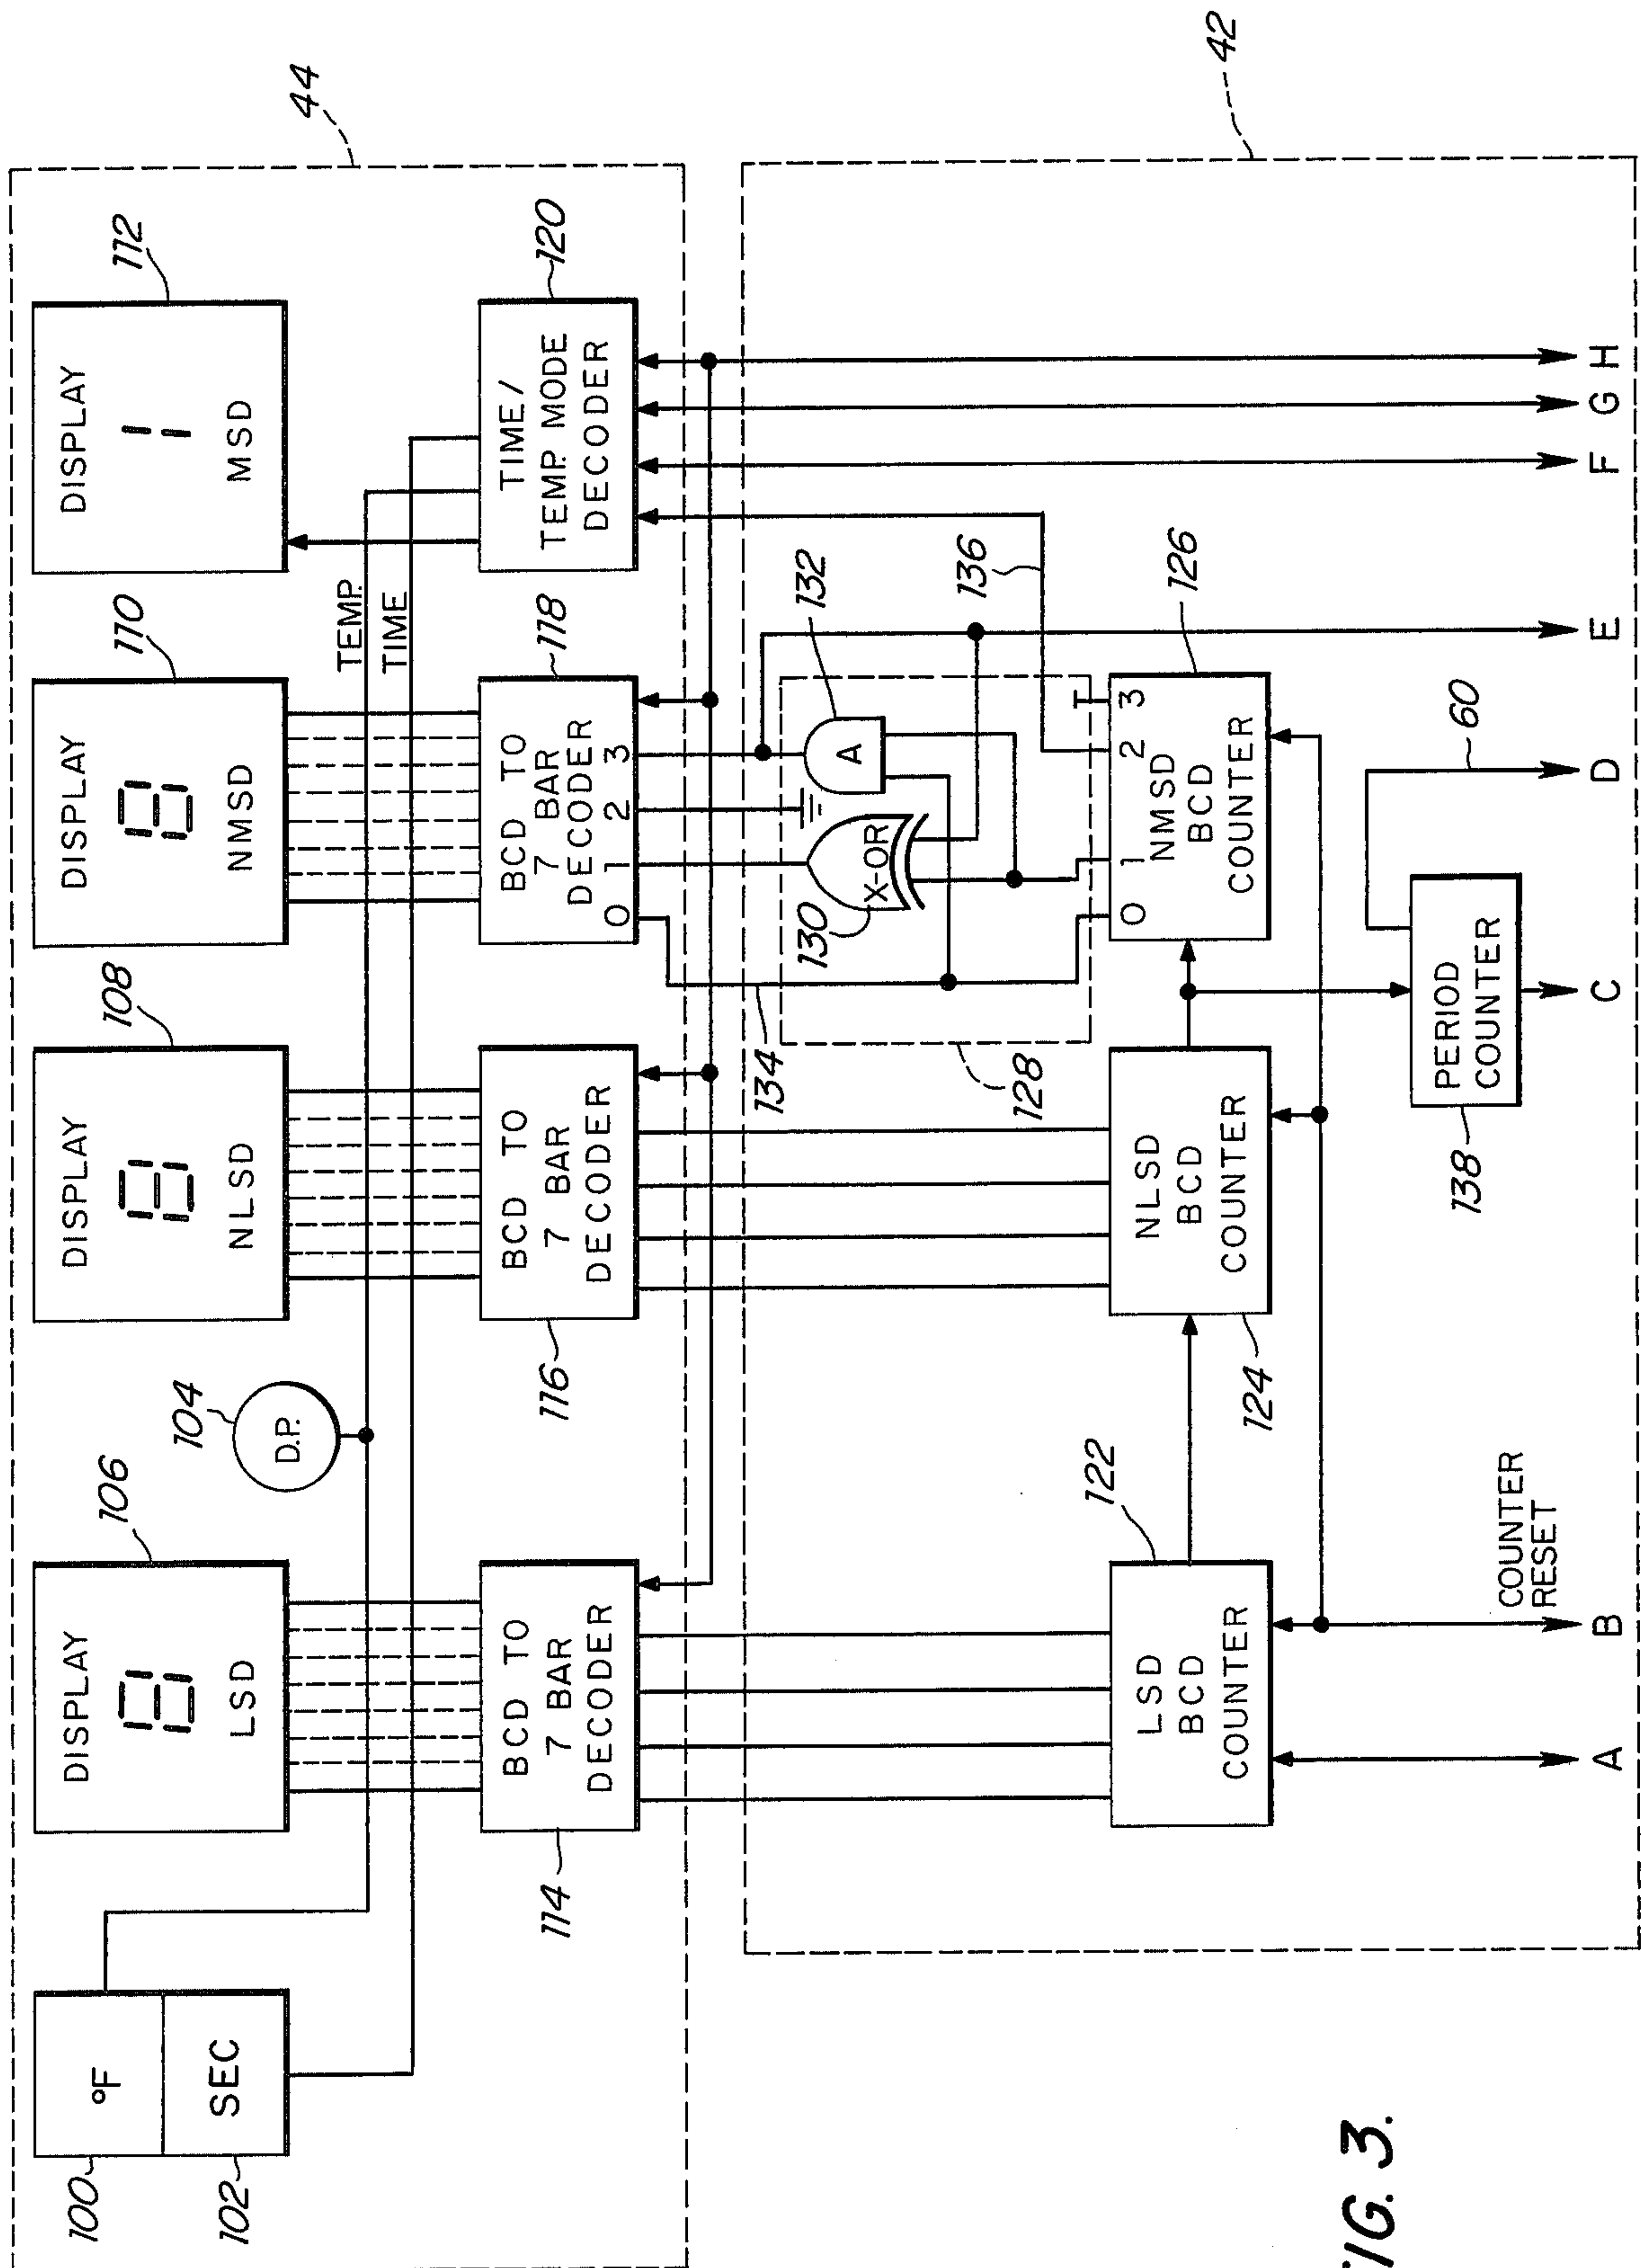 44
42
112
DISPLAY
MSD
110
DISPLAY
NMSD
108
DISPLAY
NLSD
104
D.P.
106
DISPLAY
LSD
100
°F
102
SEC
TEMP.
TIME
120
TIME/
TEMP. MODE
DECODER
118
BCD TO
7 BAR
DECODER
0 1 2 3
116
BCD TO
7 BAR
DECODER
114
BCD TO
7 BAR
DECODER
130
X-OR
132
A
134
136
128
126
0 1 2 3
NMSD
BCD
COUNTER
124
NLSD
BCD
COUNTER
122
LSD
BCD
COUNTER
138
PERIOD
COUNTER
60
COUNTER
RESET
A B C D E F G H
FIG. 3.